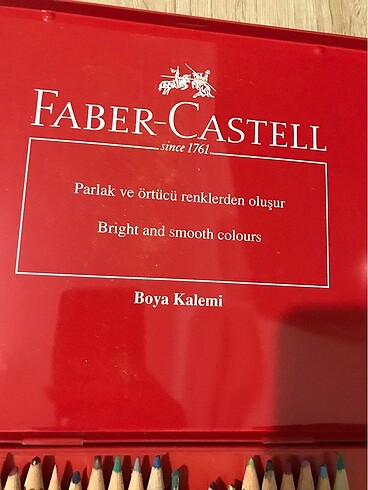 FABER-CASTELL
since 1761
Parlak ve örtücü renklerden oluşur
Bright and smooth colours
Boya Kalemi